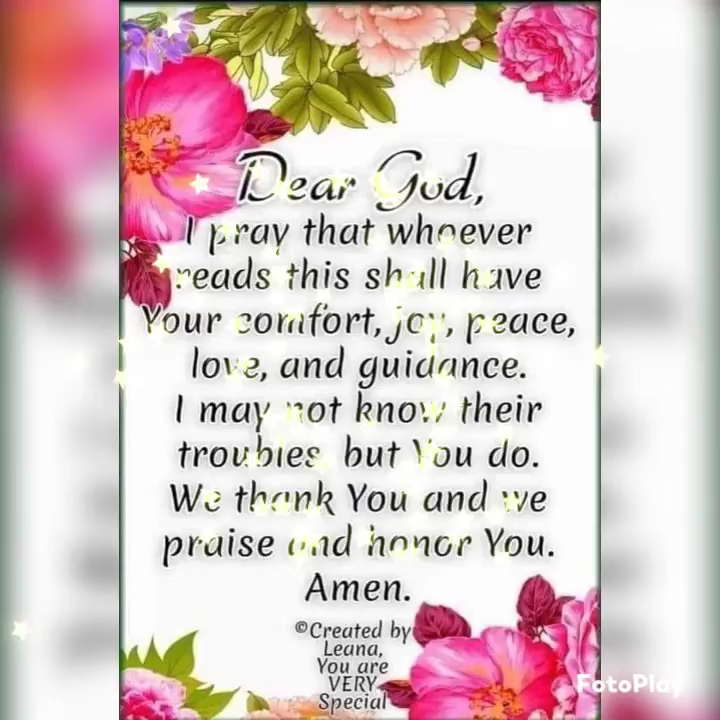 Dear God,
I pray that whoever
reads this shall have
Your comfort, joy, peace,
love, and guidance.
I may not know their
troubles, but You do.
We thank You and we
praise and honor You.
Amen.
©Created by
Leana,
You are
VERY
Special
FotoPlay